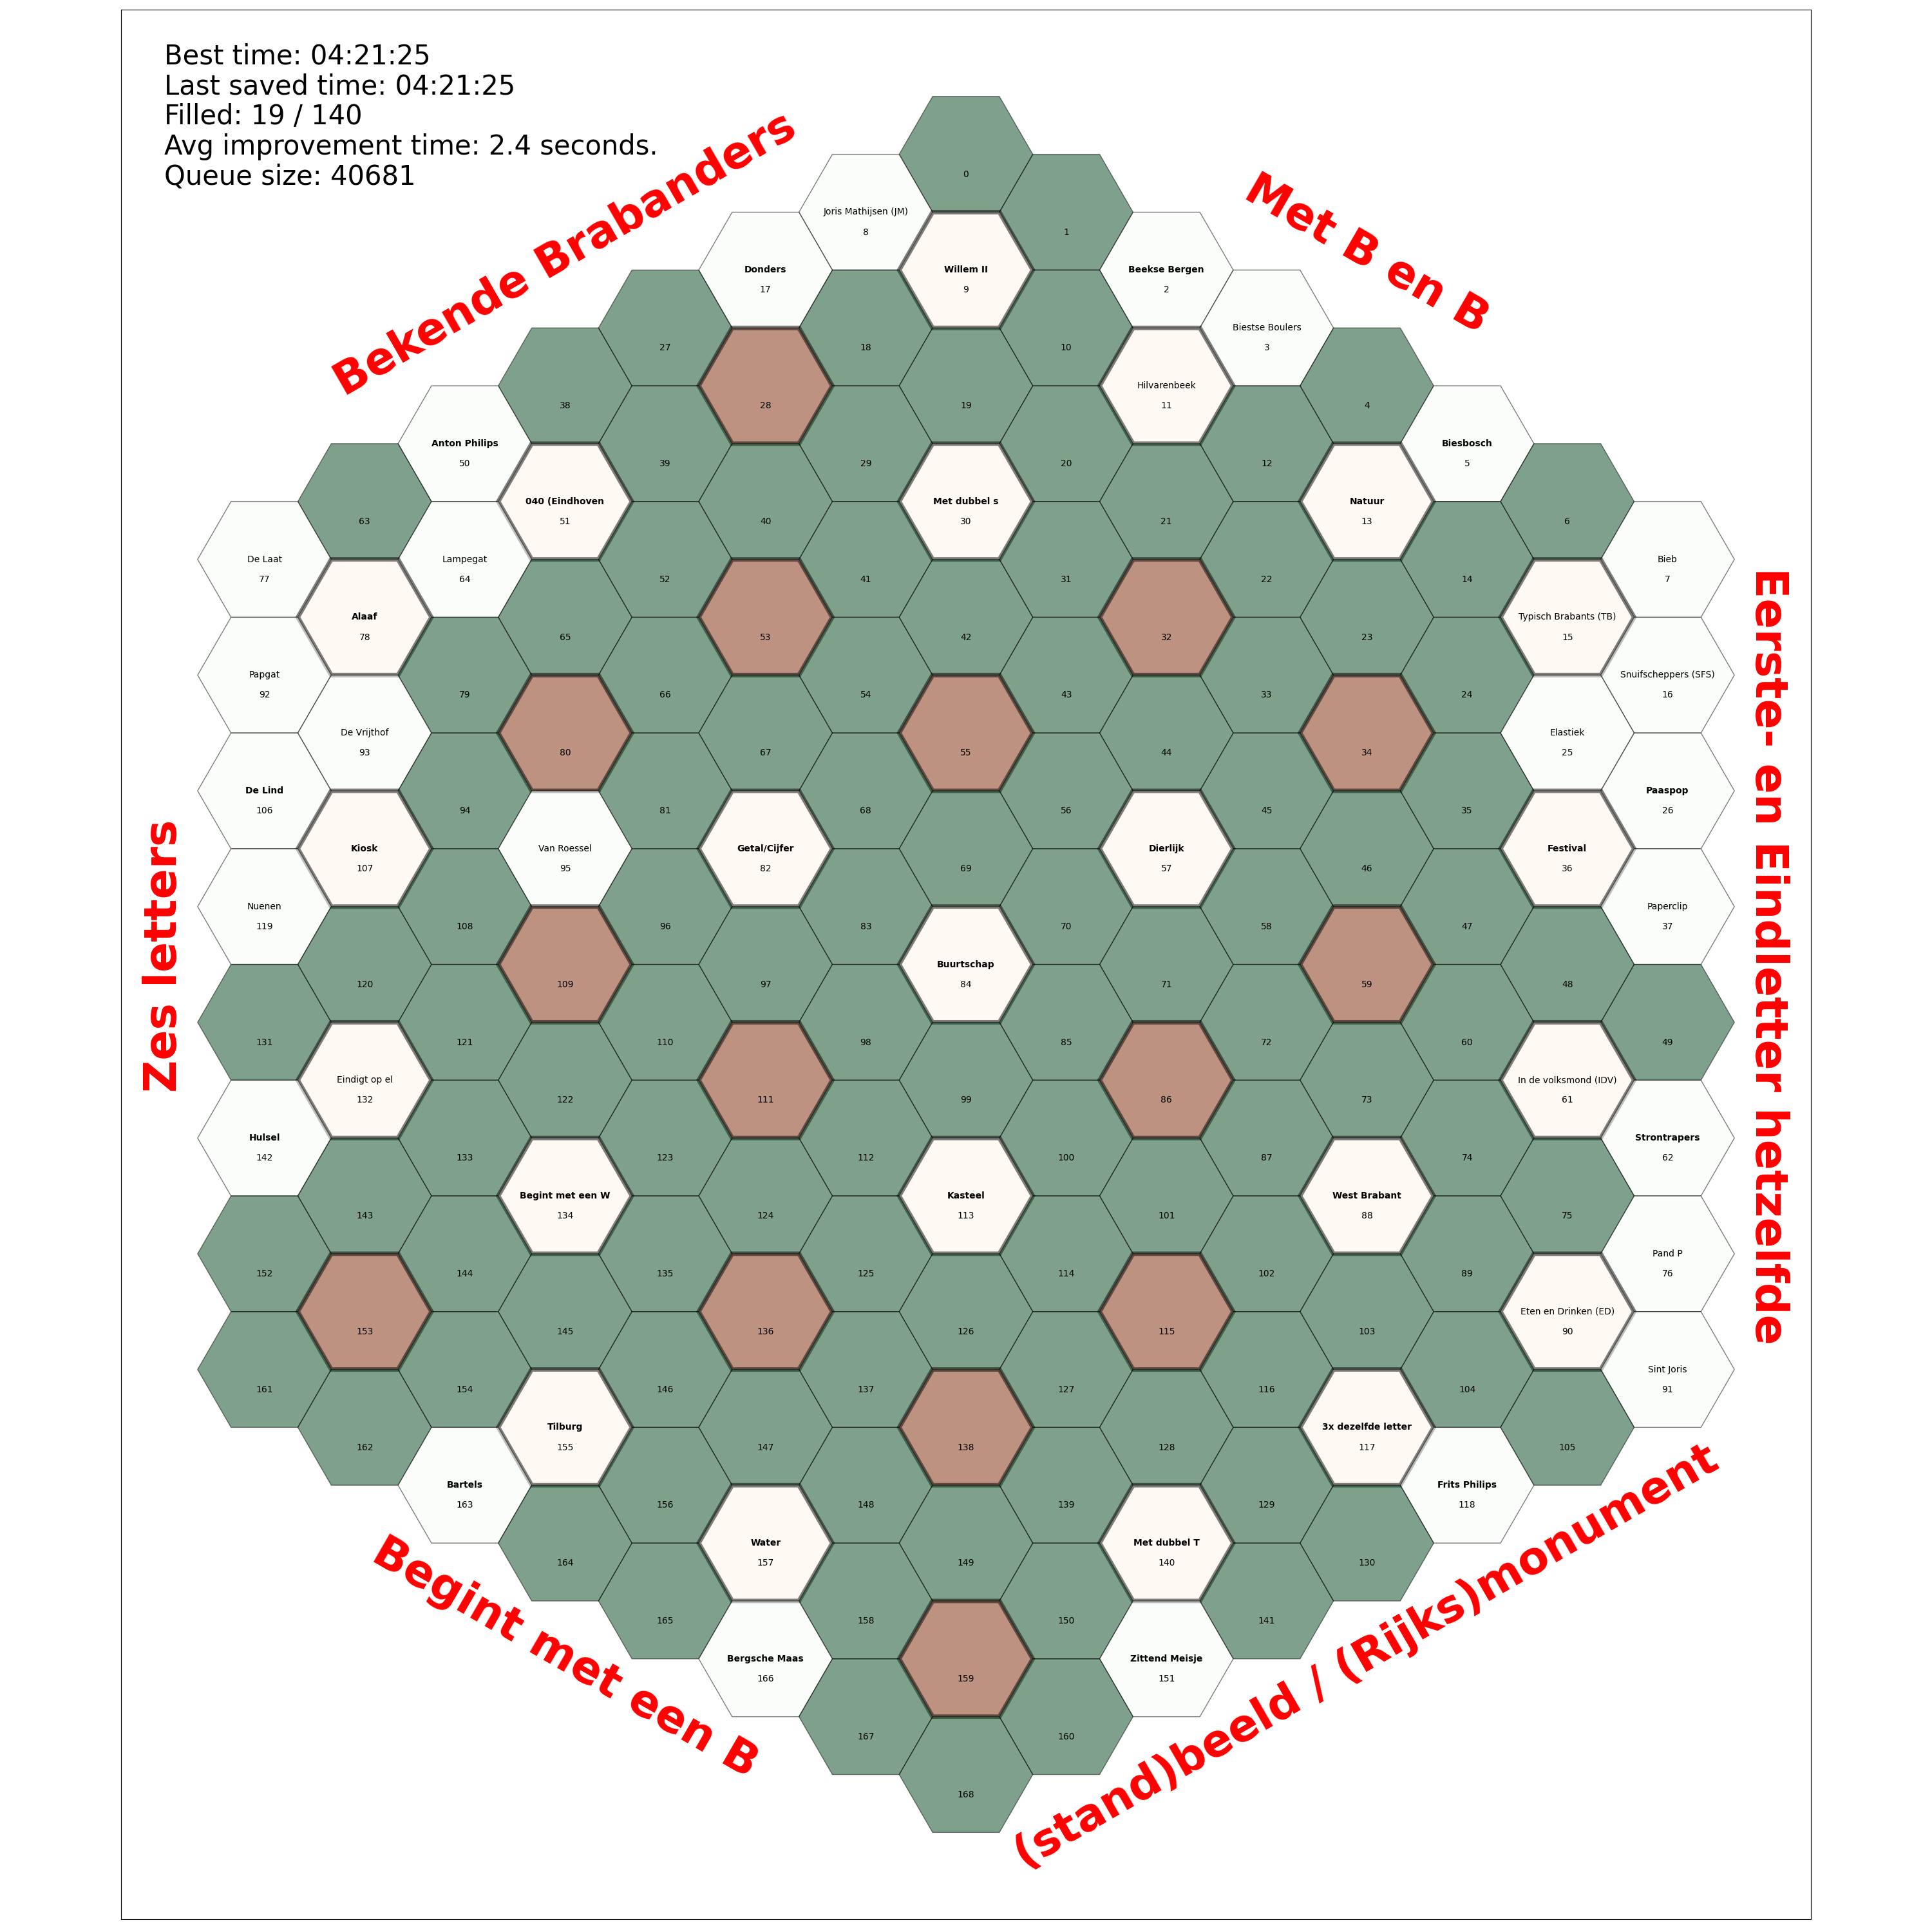 Best time: 04:21:25
Last saved time: 04:21:25
Filled: 19 / 140
Avg improvement time: 2.4 seconds.
Queue size: 40681
Bekende Brabanders
Met B en B
Eerste- en Eindletter hetzelfde
(stand)beeld / (Rijks)monument
Begint met een B
Zes letters
0
1
Beekse Bergen
2
Biestse Boulers
3
4
Biesbosch
5
6
Bieb
7
Joris Mathijsen (JM)
8
Willem II
9
10
Hilvarenbeek
11
12
Natuur
13
14
Typisch Brabants (TB)
15
Snuifscheppers (SFS)
16
Donders
17
18
19
20
21
22
23
24
Elastiek
25
Paaspop
26
27
28
29
Met dubbel s
30
31
32
33
34
35
Festival
36
Paperclip
37
38
39
40
41
42
43
44
45
46
47
48
49
Anton Philips
50
040 (Eindhoven
51
52
53
54
55
56
Dierlijk
57
58
59
60
In de volksmond (IDV)
61
Strontrapers
62
63
Lampegat
64
65
66
67
68
69
70
71
72
73
74
75
Pand P
76
De Laat
77
Alaaf
78
79
80
81
Getal/Cijfer
82
83
Buurtschap
84
85
86
87
West Brabant
88
89
Eten en Drinken (ED)
90
Sint Joris
91
Papgat
92
De Vrijthof
93
94
Van Roessel
95
96
97
98
99
100
101
102
103
104
105
De Lind
106
Kiosk
107
108
109
110
111
112
Kasteel
113
114
115
116
3x dezelfde letter
117
Frits Philips
118
Nuenen
119
120
121
122
123
124
125
126
127
128
129
130
131
Eindigt op el
132
133
Begint met een W
134
135
136
137
138
139
Met dubbel T
140
141
Hulsel
142
143
144
145
146
147
148
149
150
Zittend Meisje
151
152
153
154
Tilburg
155
156
Water
157
158
159
160
161
162
Bartels
163
164
165
Bergsche Maas
166
167
168